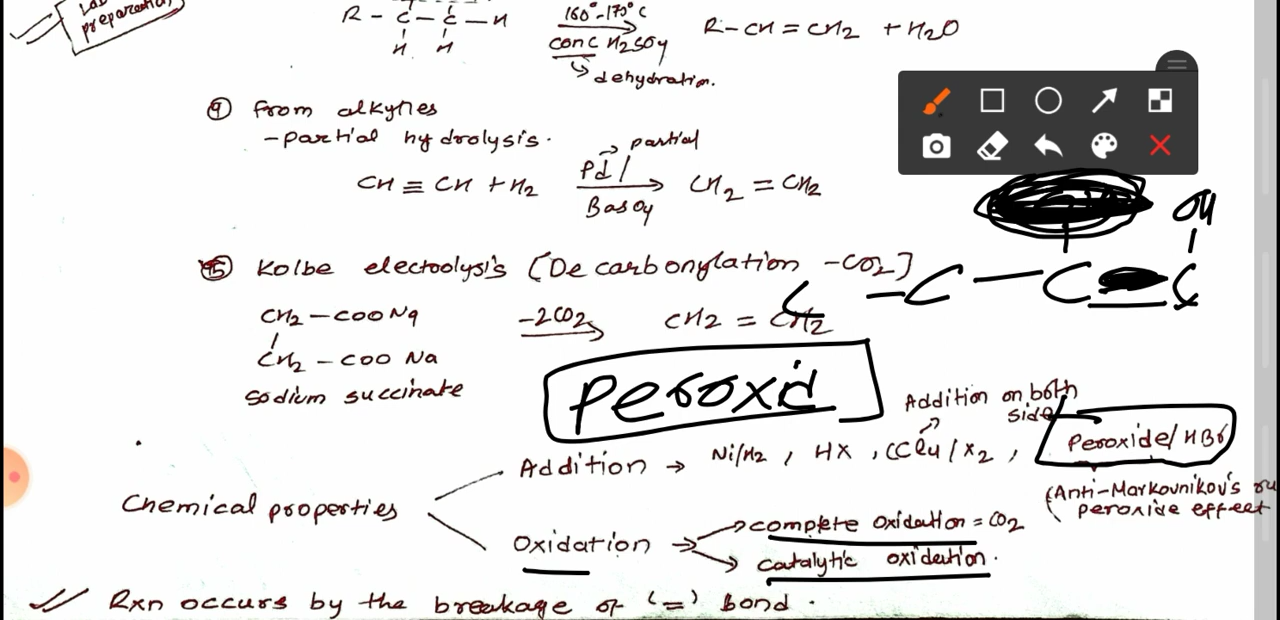 Lab
preparation
R - C - C - H 160°-170°C R-CH = CH2 + H2O
H H conc H2SO4
dehydration.
④ from alkynes
- partial hydrolysis.
→ partial
CH ≡ CH + H2 Pd/ CH2 = CH2
BaSO4
OH
⑤ Kolbe electrolysis (Decarbonylation -CO2]
C - C — C = C
CH2 - COONa -2CO2 CH2 = CH2
CH2 - COO Na
sodium succinate
Peroxid
Addition on both
side
Addition → Ni/H2 , HX , CCl4/X2 , Peroxide/HBr
Chemical properties
(Anti-Markovnikov's ru
peroxide effect
Oxidation → complete oxidation = CO2
→ catalytic oxidation.
Rxn occurs by the breakage of (=) bond.